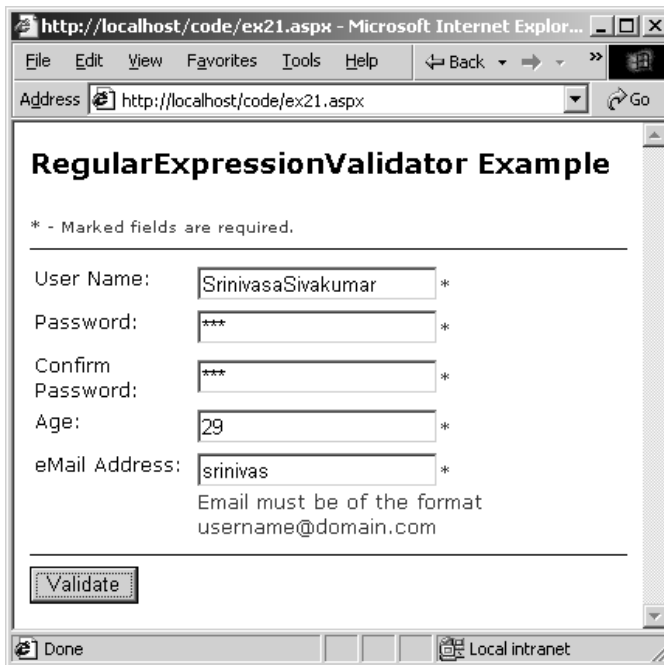 http://localhost/code/ex21.aspx - Microsoft Internet Explor...
File Edit View Favorites Tools Help Back »
Address http://localhost/code/ex21.aspx Go
RegularExpressionValidator Example
* - Marked fields are required.
User Name: SrinivasaSivakumar *
Password: *** *
Confirm
Password: *** *
Age: 29 *
eMail Address: srinivas *
Email must be of the format
username@domain.com
Validate
Done Local intranet